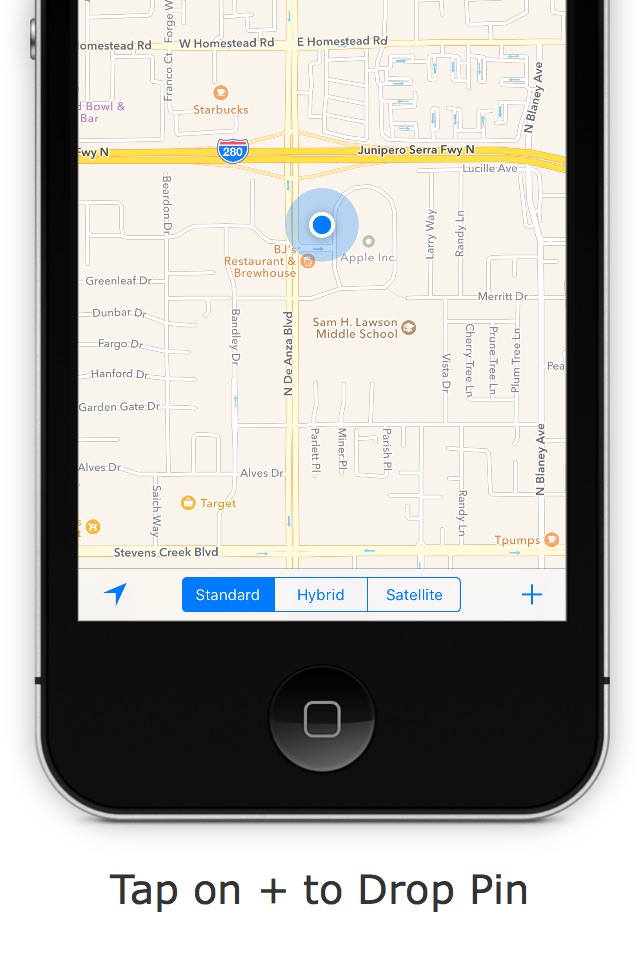 omestead Rd
W Homestead Rd
E Homestead Rd
Franco Ct
Forge W
Starbucks
d Bowl &
Bar
N Blaney Ave
Fwy N
280
Junipero Serra Fwy N
Lucille Ave
Beardon Dr
Larry Way
Randy Ln
BJ's
Restaurant &
Brewhouse
Apple Inc.
Greenleaf Dr
Merritt Dr
Dunbar Dr
Bandley Dr
N De Anza Blvd
Sam H. Lawson
Middle School
Fargo Dr
Vista Dr
Cherry Tree Ln
Prune Tree Ln
Plum Tree Ln
Pea
Hanford Dr
Garden Gate Dr
Parlett Pl
Miner Pl
Parish Pl
N Blaney Ave
Alves Dr
Alves Dr
Saich Way
Target
Randy Ln
s
t
Tpumps
Stevens Creek Blvd
Standard
Hybrid
Satellite
+
Tap on + to Drop Pin